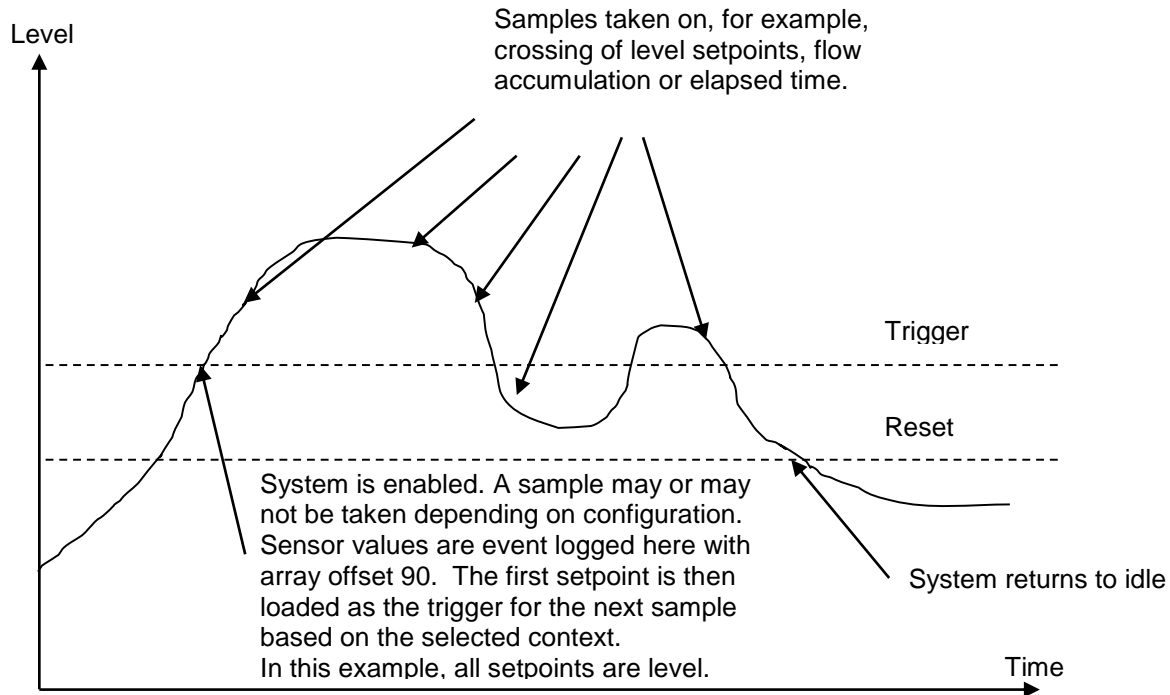 Samples taken on, for example,
crossing of level setpoints, flow
accumulation or elapsed time.
Level
Trigger
Reset
System is enabled. A sample may or may
not be taken depending on configuration.
Sensor values are event logged here with
array offset 90.  The first setpoint is then
loaded as the trigger for the next sample
based on the selected context.
In this example, all setpoints are level.
System returns to idle
Time